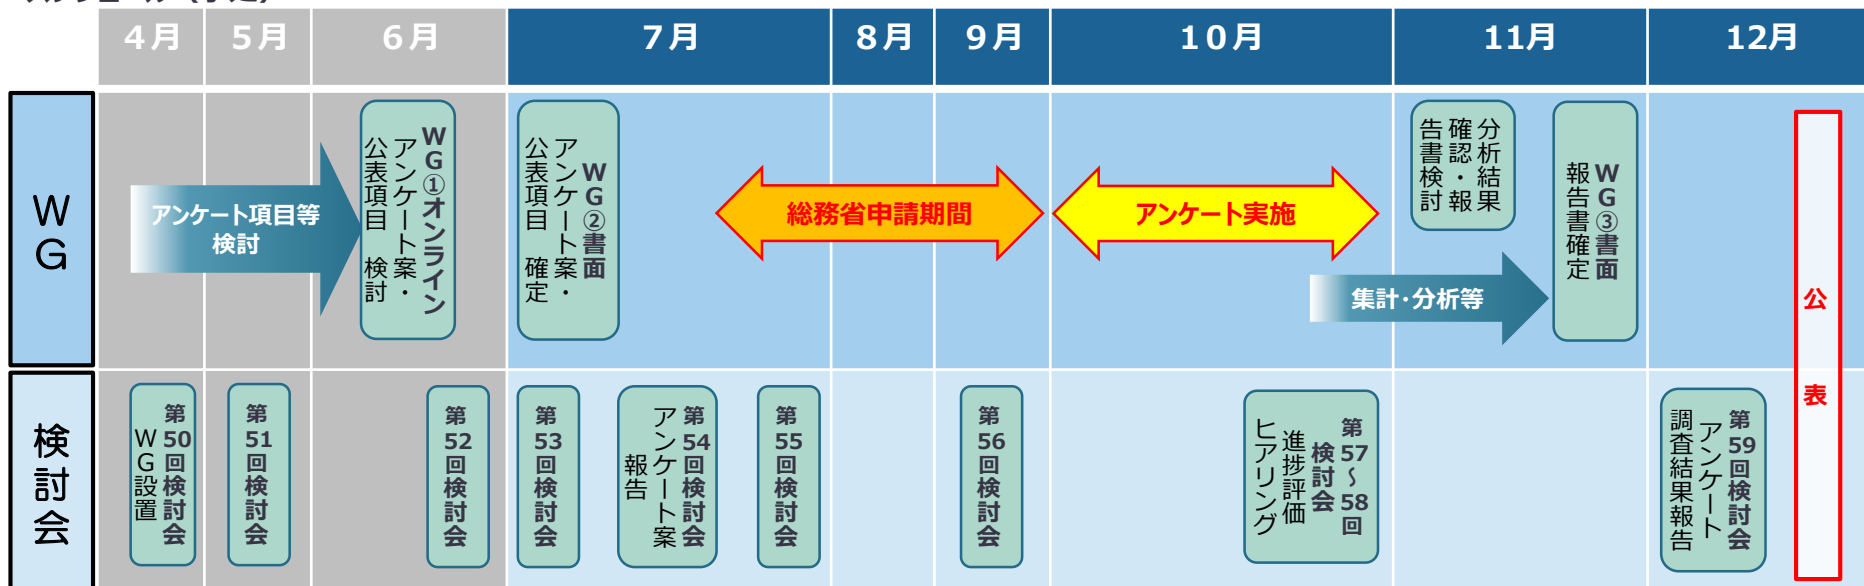 4月 5月 6月 7月 8月 9月 10月 11月 12月
WG
アンケート項目等
検討
WG①オンライン
アンケート案・
公表項目 検討
WG②書面
アンケート案・
公表項目 確定
総務省申請期間
アンケート実施
分析結果
確認・報
告書検討
集計・分析等
WG③書面
報告書確定
公表
検討会
第50回検討会
WG設置
第51回検討会
第52回検討会
第53回検討会
第54回検討会
アンケート案
報告
第55回検討会
第56回検討会
第57～58回
検討会
進捗評価
ヒアリング
第59回検討会
アンケート
調査結果報告